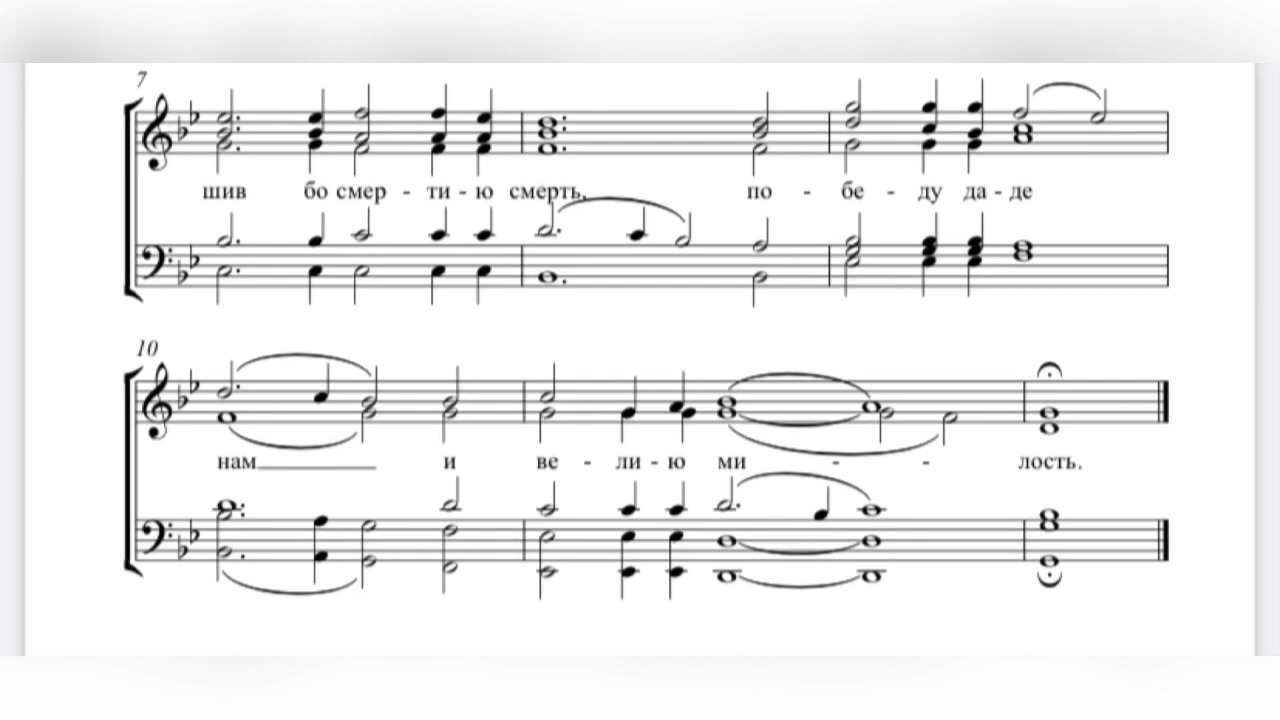 7
шив бо смер - ти - ю смерть, по - бе - ду да - де
10
нам и ве - ли - ю ми - - лость.